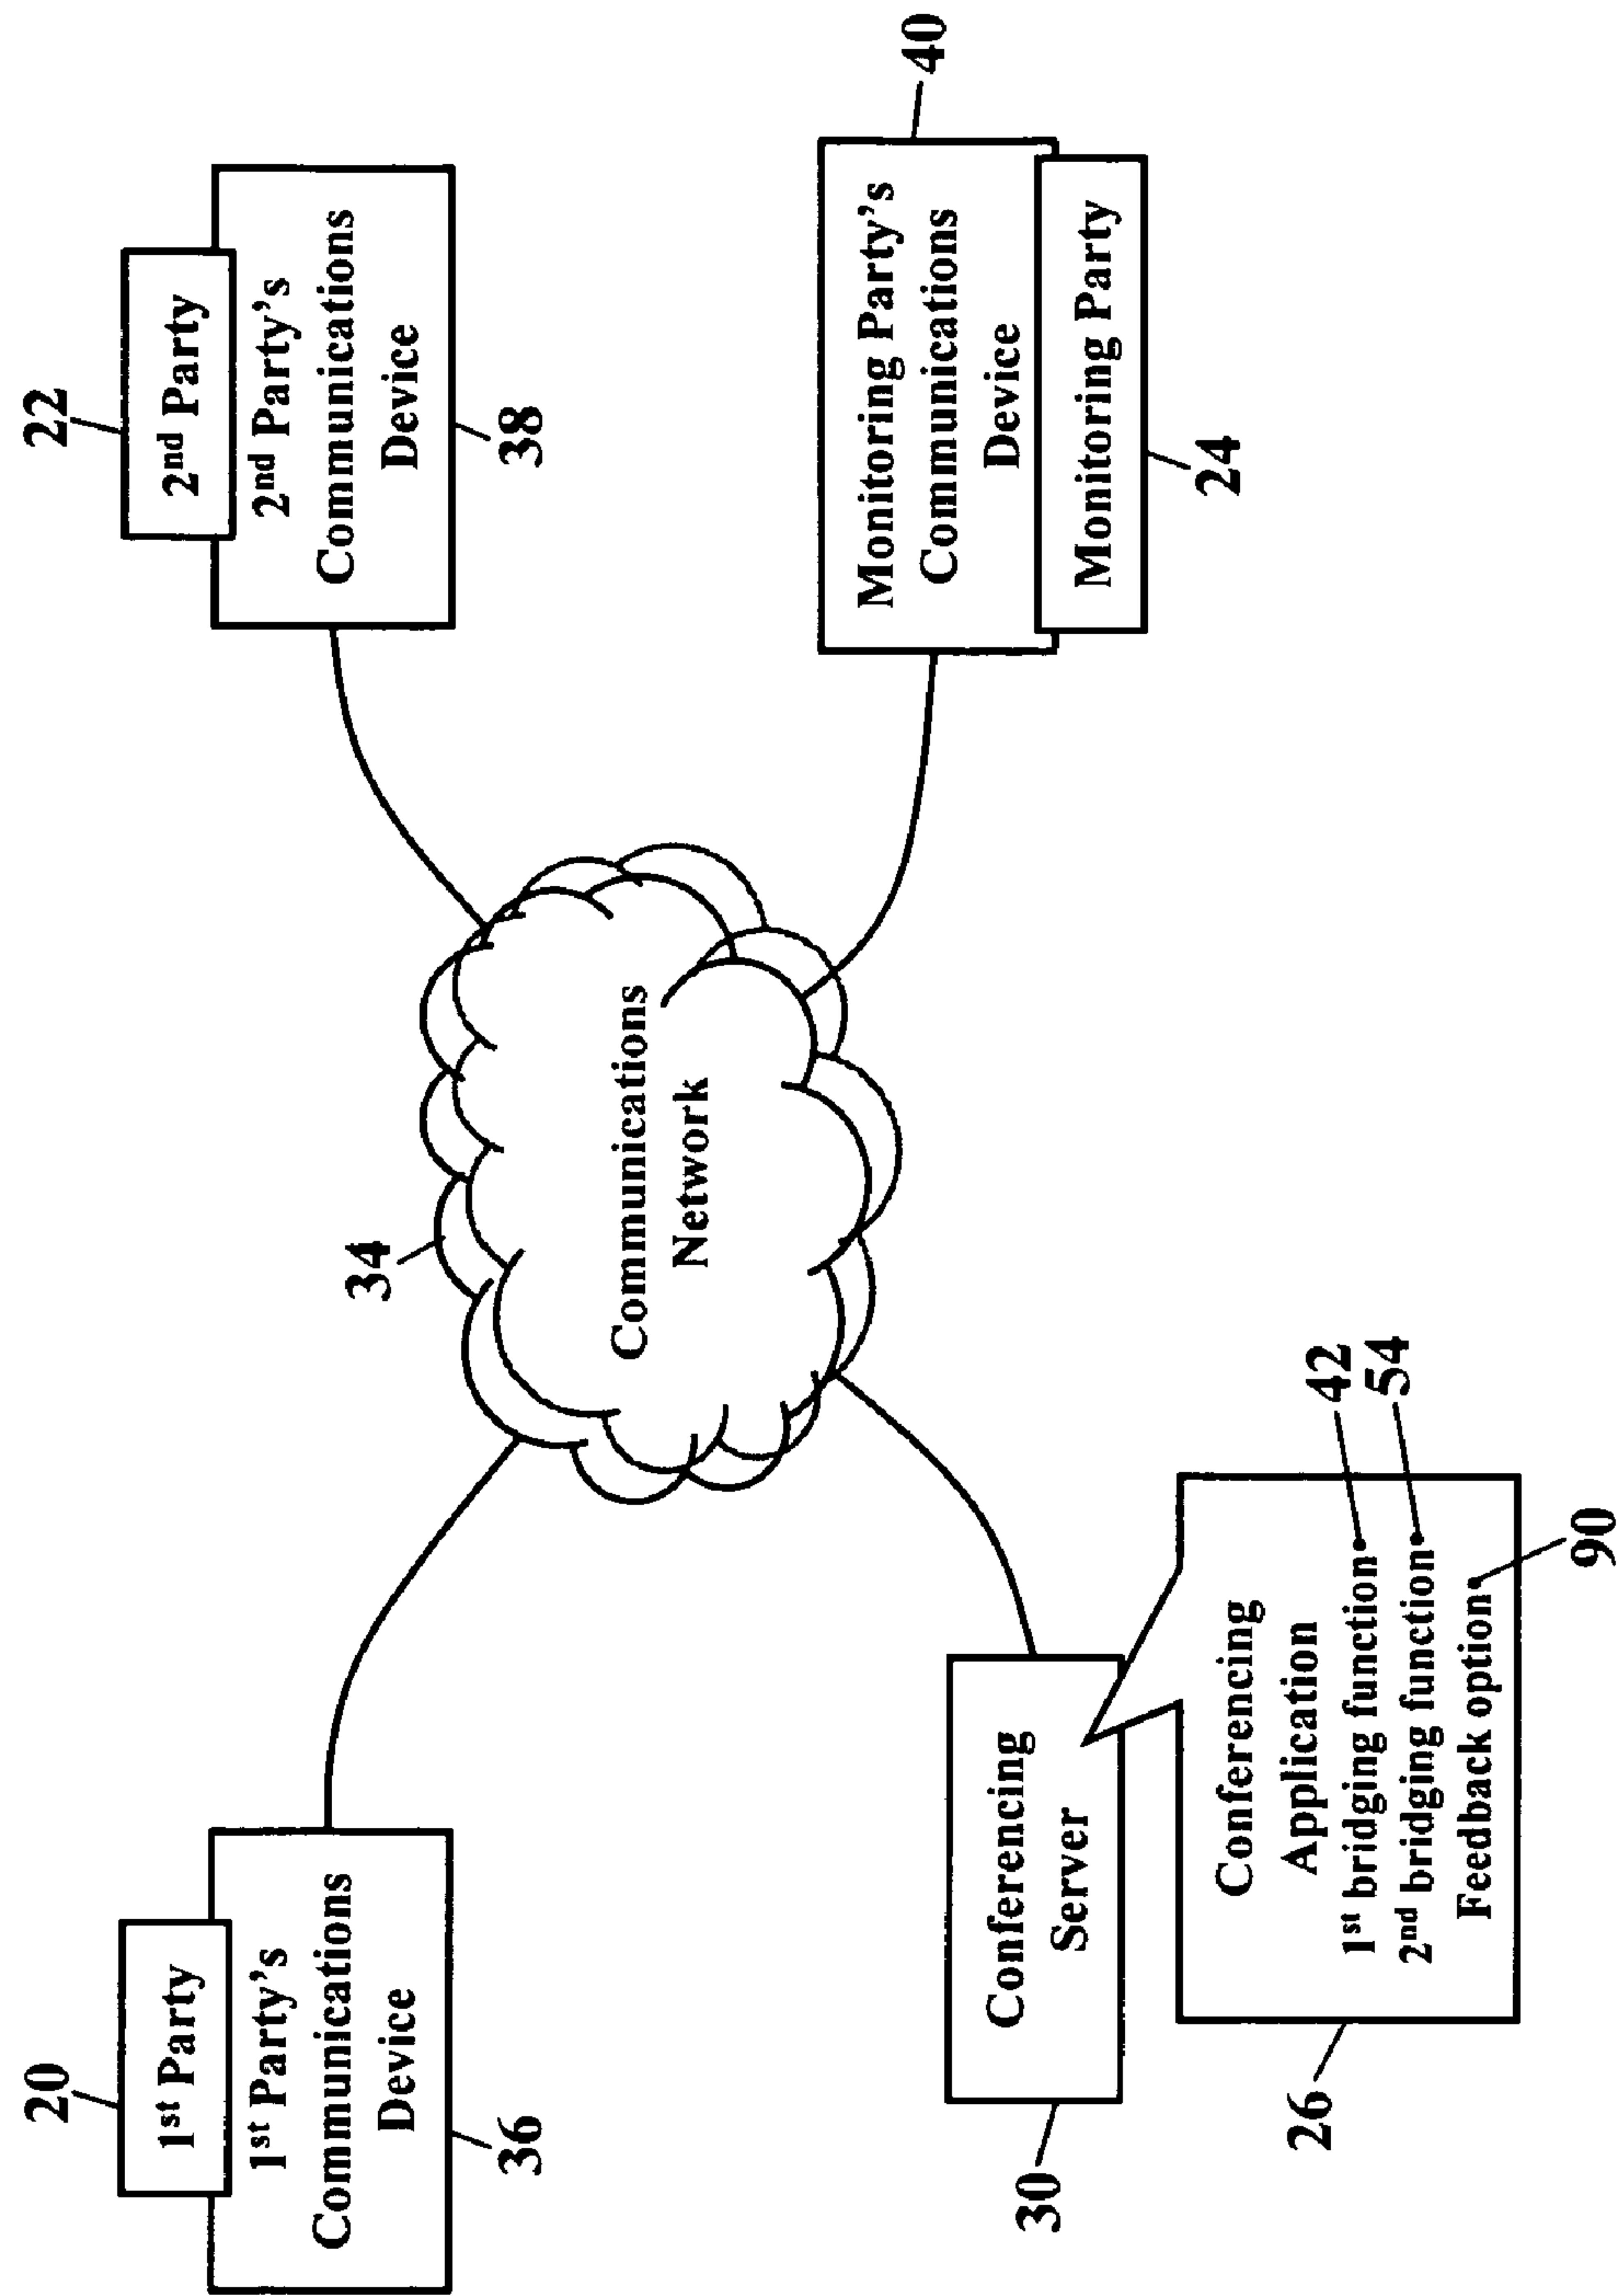 20
1st Party
1st Party's
Communications
Device
36
22
2nd Party
2nd Party's
Communications
Device
38
34
Communications
Network
30
Conferencing
Server
26
Conferencing
Application
1st bridging function
42
2nd bridging function
54
Feedback option
90
40
Monitoring Party's
Communications
Device
Monitoring Party
24